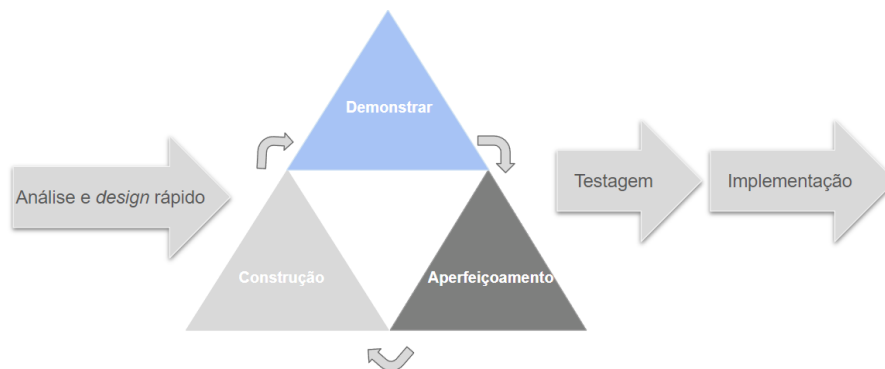 Demonstrar
Análise e design rápido
Testagem
Implementação
Construção
Aperfeiçoamento